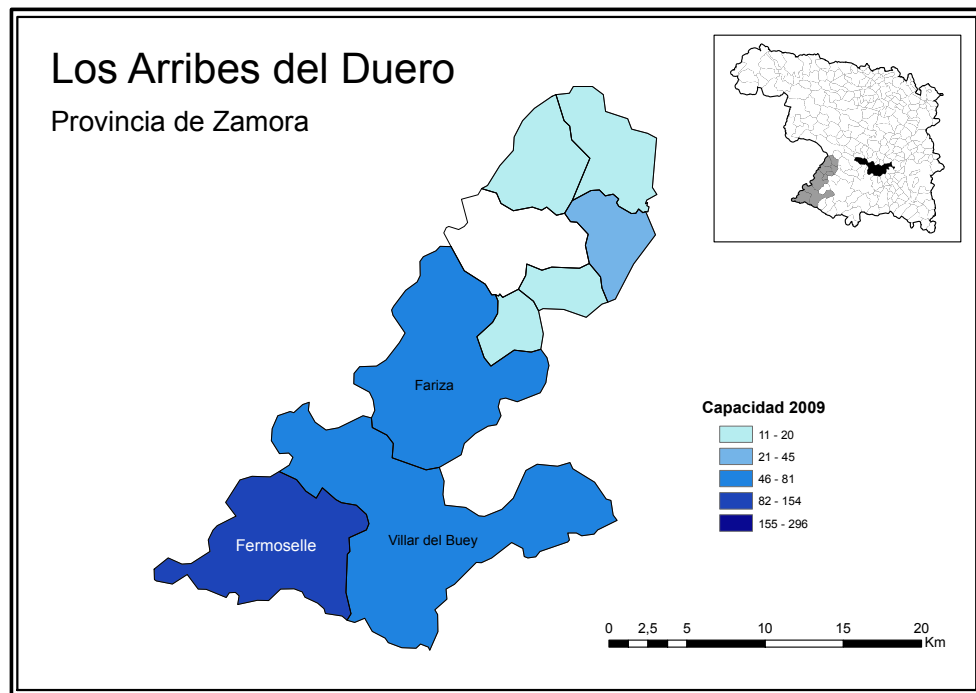 Los Arribes del Duero
Provincia de Zamora
Fariza
Capacidad 2009
11 - 20
21 - 45
46 - 81
82 - 154
155 - 296
Fermoselle
Villar del Buey
0 2,5 5 10 15 20
Km